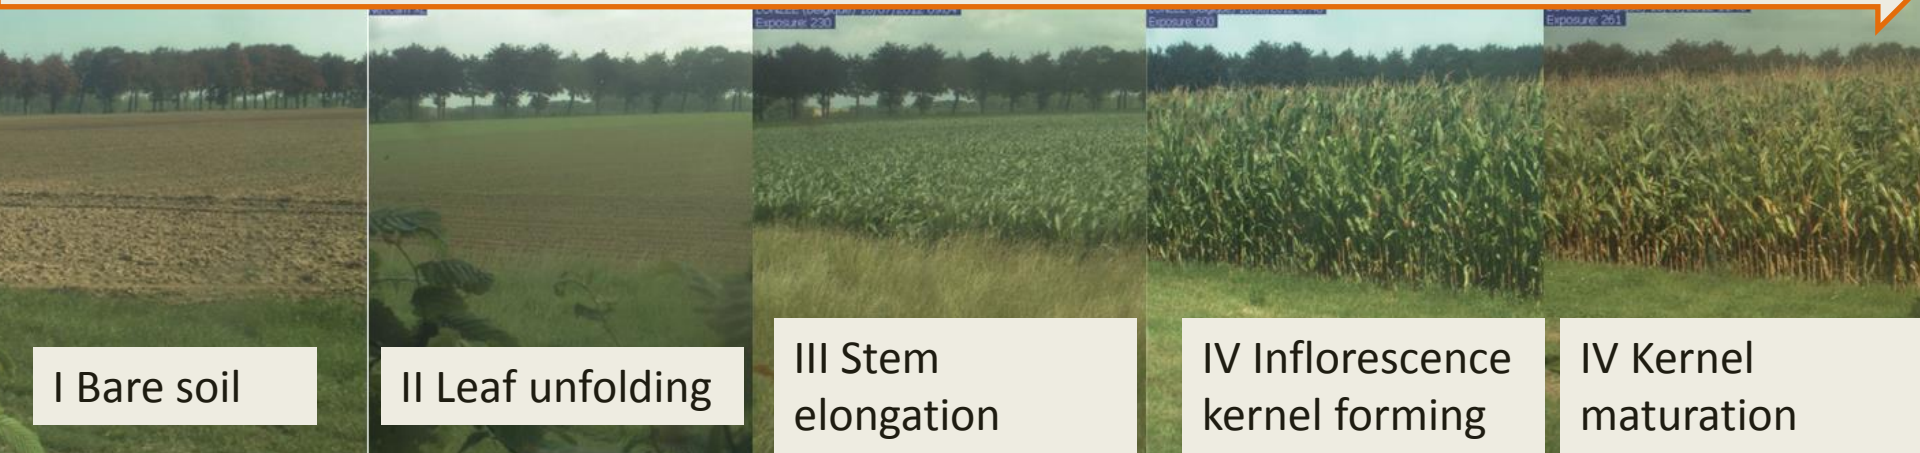 Exposure: 230
Exposure: 600
Exposure: 261
I Bare soil
II Leaf unfolding
III Stem
elongation
IV Inflorescence
kernel forming
IV Kernel
maturation